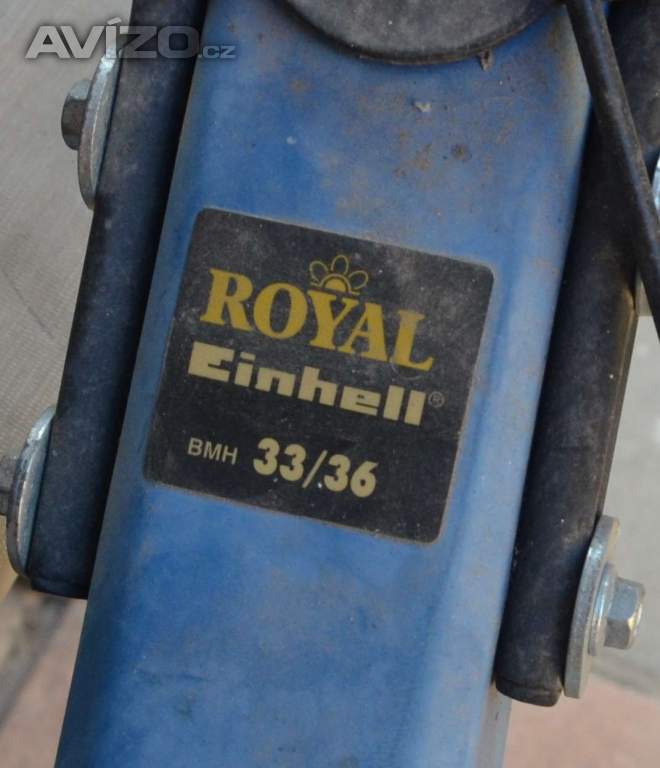 AVÍZO.cz
ROYAL
Einhell®
BMH 33/36